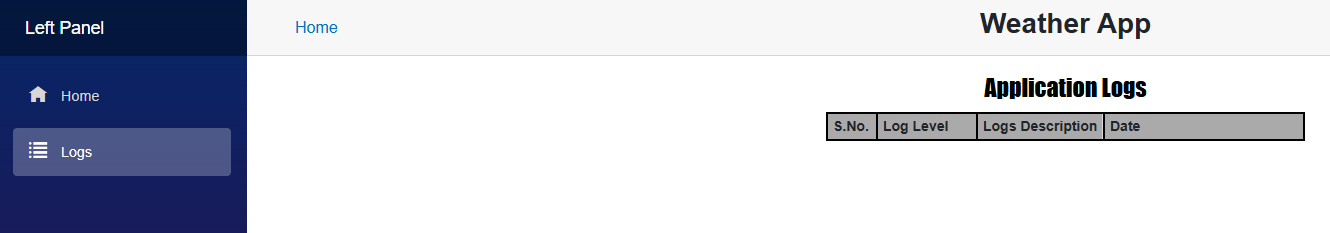 Left Panel
Home
Logs
Home
Weather App
Application Logs
S.No. Log Level Logs Description Date